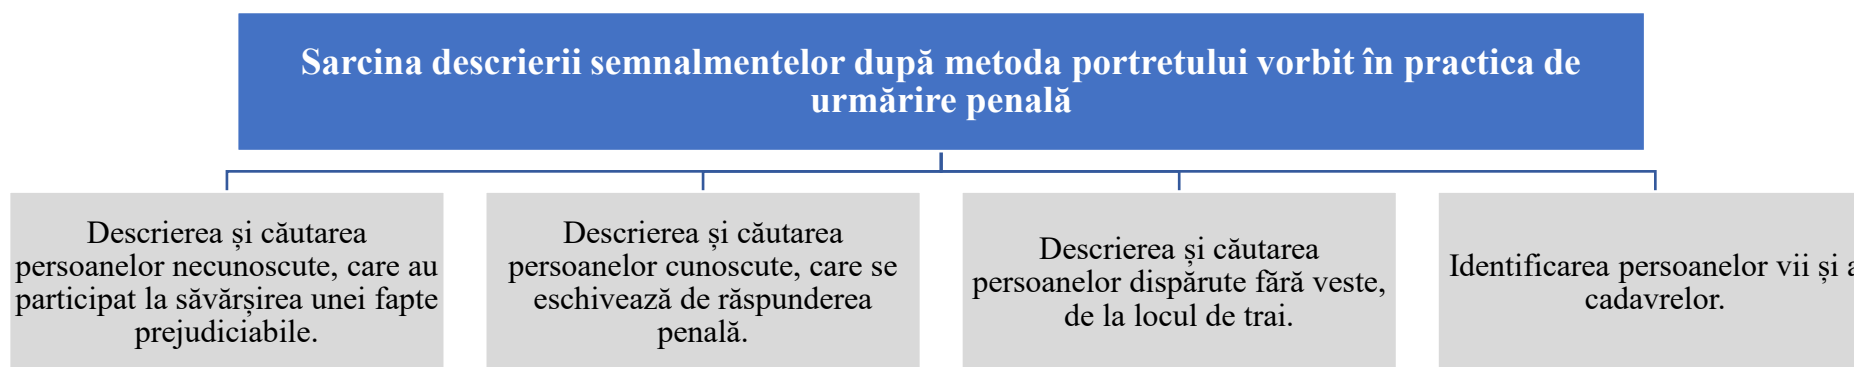 Sarcina descrierii semnalmentelor după metoda portretului vorbit în practica de
urmărire penală
Descrierea și căutarea
persoanelor necunoscute, care au
participat la săvârșirea unei fapte
prejudiciabile.
Descrierea și căutarea
persoanelor cunoscute, care se
eschivează de răspunderea
penală.
Descrierea și căutarea
persoanelor dispărute fără veste,
de la locul de trai.
Identificarea persoanelor vii și a
cadavrelor.